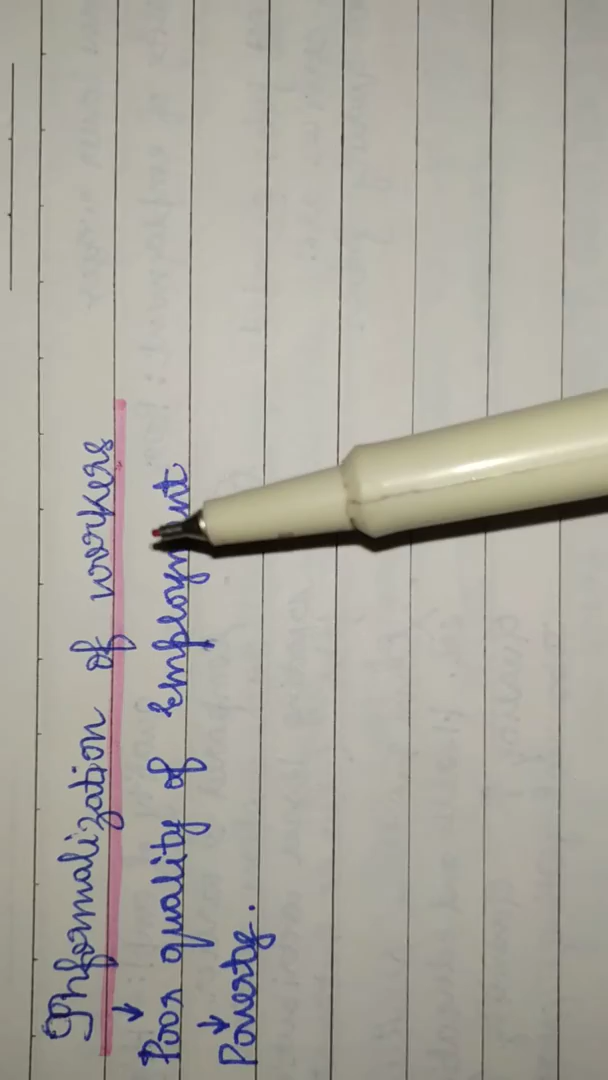 Informalization of workers
↓
Poor quality of Employment
↓
Poverty.